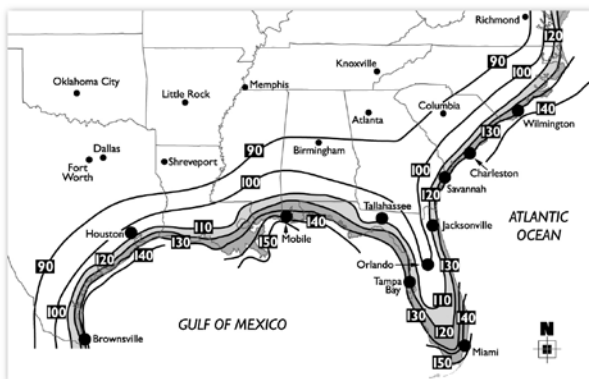 Richmond
120
90
100
Knoxville
Oklahoma City
Memphis
Little Rock
Columbia
140
Atlanta
130
Wilmington
Dallas
Fort
Worth
Shreveport
90
Birmingham
Charleston
100
100
120
Savannah
Tallahassee
ATLANTIC
OCEAN
110
Jacksonville
Houston
130
140
150
Mobile
90
120
140
Orlando
130
Tampa
Bay
110
100
130
140
GULF OF MEXICO
120
N
Brownsville
Miami
150